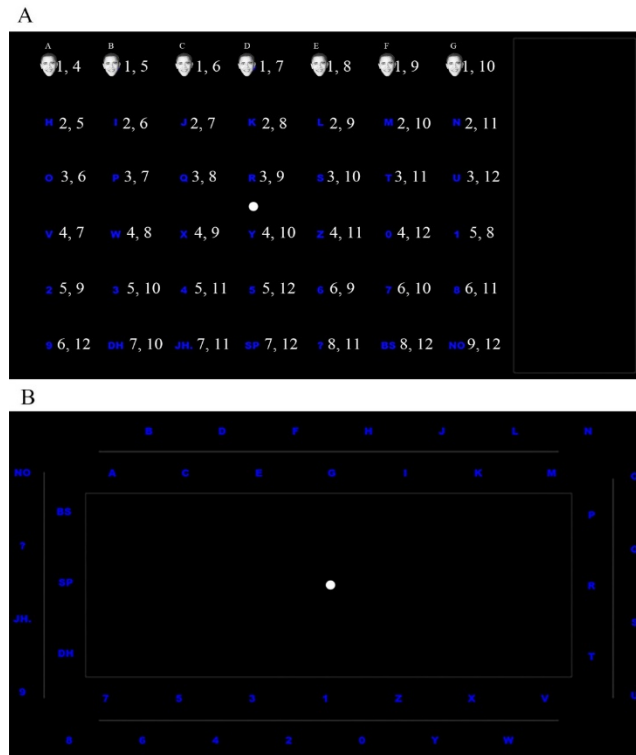 A
A B C D E F G
1, 4 1, 5 1, 6 1, 7 1, 8 1, 9 1, 10
H 2, 5 I 2, 6 J 2, 7 K 2, 8 L 2, 9 M 2, 10 N 2, 11
O 3, 6 P 3, 7 Q 3, 8 R 3, 9 S 3, 10 T 3, 11 U 3, 12
V 4, 7 W 4, 8 X 4, 9 Y 4, 10 Z 4, 11 0 4, 12 1 5, 8
2 5, 9 3 5, 10 4 5, 11 5 5, 12 6 6, 9 7 6, 10 8 6, 11
9 6, 12 DH 7, 10 JH. 7, 11 SP 7, 12 ? 8, 11 BS 8, 12 NO 9, 12
B
B D F H J L N
NO A C E G I K M
BS P
?
SP R
JH.
DH T
9
7 5 3 1 Z X V
8 6 4 2 0 Y W